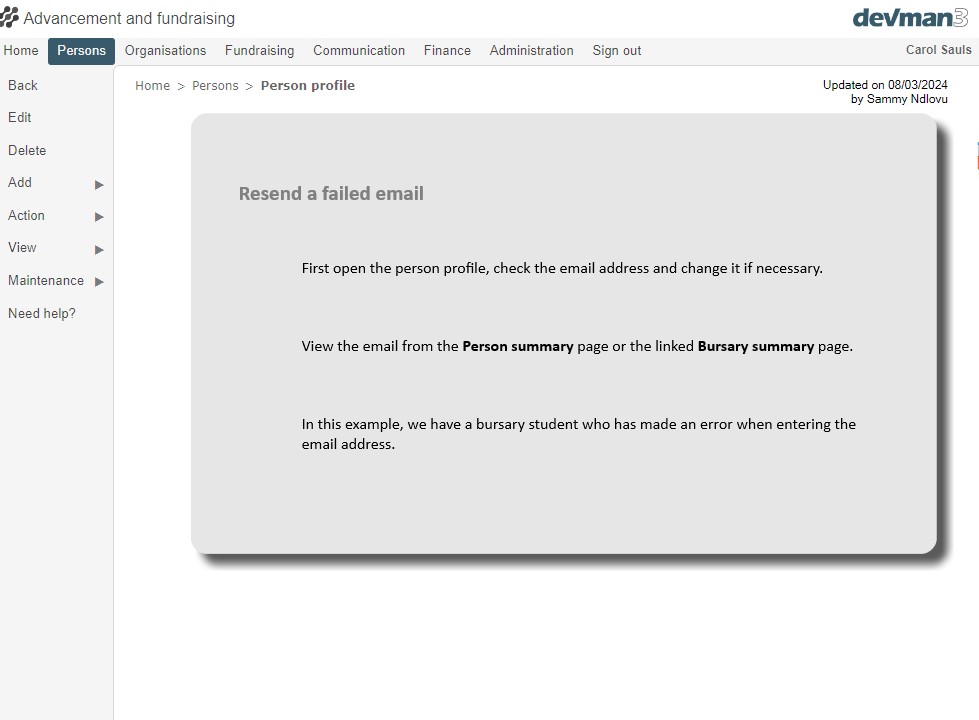 Advancement and fundraising
devman3
Home Persons Organisations Fundraising Communication Finance Administration Sign out Carol Sauls
Back
Edit
Delete
Add
Action
View
Maintenance
Need help?
Home > Persons > Person profile
Updated on 08/03/2024
by Sammy Ndlovu
Resend a failed email
First open the person profile, check the email address and change it if necessary.
View the email from the Person summary page or the linked Bursary summary page.
In this example, we have a bursary student who has made an error when entering the
email address.